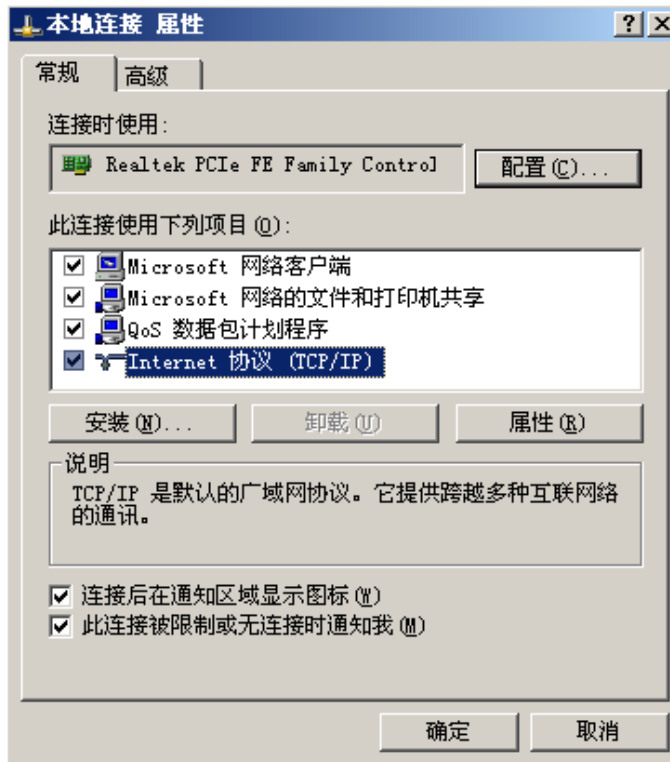 本地连接 属性
常规
高级
连接时使用:
Realtek PCIe FE Family Control
配置(C)...
此连接使用下列项目(O):
Microsoft 网络客户端
Microsoft 网络的文件和打印机共享
QoS 数据包计划程序
Internet 协议 (TCP/IP)
安装(N)...
卸载(U)
属性(R)
说明
TCP/IP 是默认的广域网协议。它提供跨越多种互联网络
的通讯。
连接后在通知区域显示图标(W)
此连接被限制或无连接时通知我(M)
确定
取消